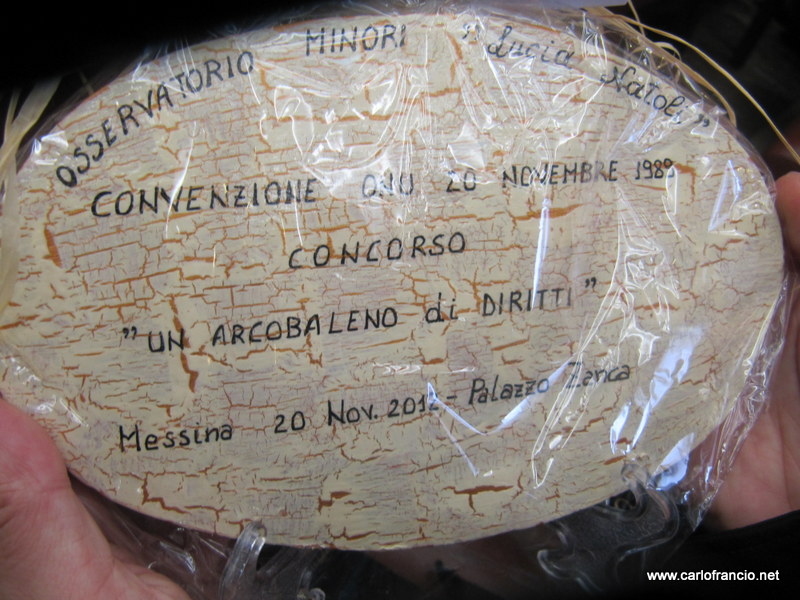 OSSERVATORIO MINORI "Lucia Natoli"
CONVENZIONE ONU 20 NOVEMBRE 1989
CONCORSO
"UN ARCOBALENO di DIRITTI"
Messina 20 Nov. 2012 - Palazzo Zanca
www.carlofrancio.net